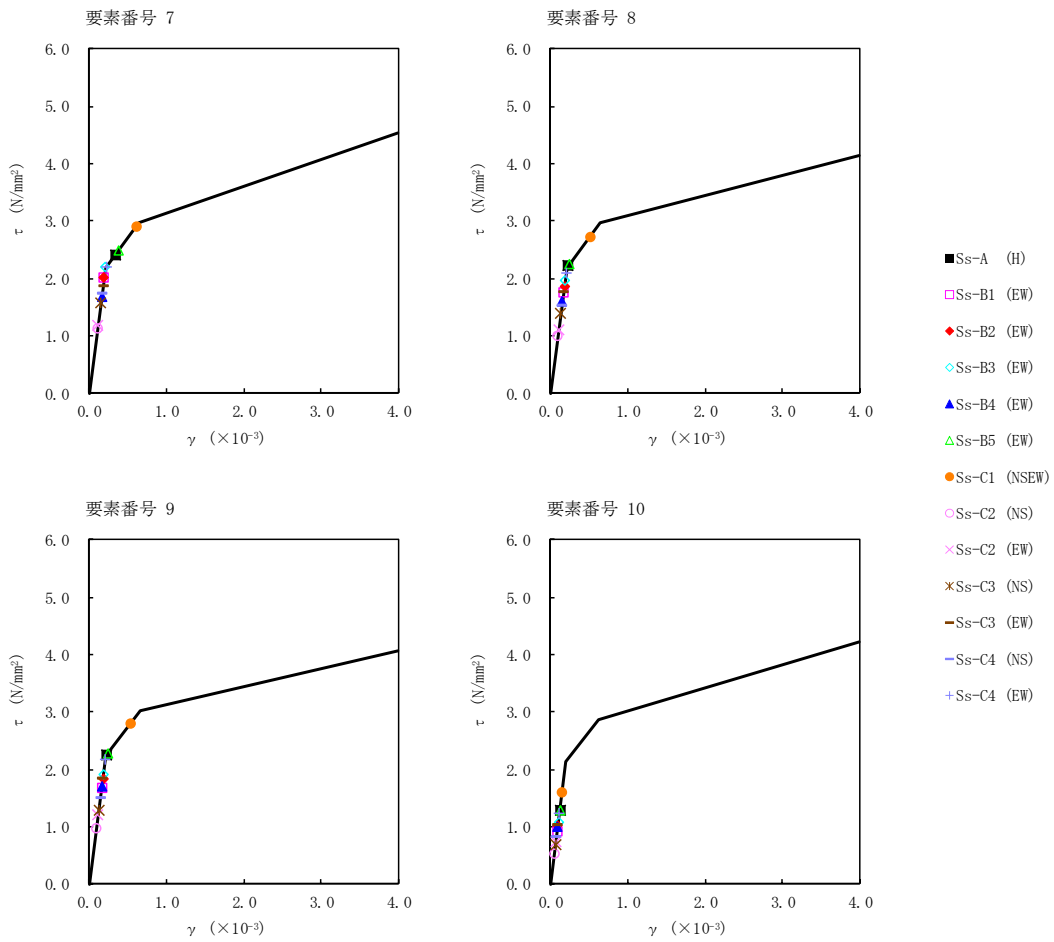 要素番号 7
6.0
5.0
4.0
3.0
2.0
1.0
0.0
τ (N/mm²)
0.0 1.0 2.0 3.0 4.0
γ (×10⁻³)
要素番号 8
6.0
5.0
4.0
3.0
2.0
1.0
0.0
τ (N/mm²)
0.0 1.0 2.0 3.0 4.0
γ (×10⁻³)
要素番号 9
6.0
5.0
4.0
3.0
2.0
1.0
0.0
τ (N/mm²)
0.0 1.0 2.0 3.0 4.0
γ (×10⁻³)
要素番号 10
6.0
5.0
4.0
3.0
2.0
1.0
0.0
τ (N/mm²)
0.0 1.0 2.0 3.0 4.0
γ (×10⁻³)
Ss-A (H)
Ss-B1 (EW)
Ss-B2 (EW)
Ss-B3 (EW)
Ss-B4 (EW)
Ss-B5 (EW)
Ss-C1 (NSEW)
Ss-C2 (NS)
Ss-C2 (EW)
Ss-C3 (NS)
Ss-C3 (EW)
Ss-C4 (NS)
Ss-C4 (EW)